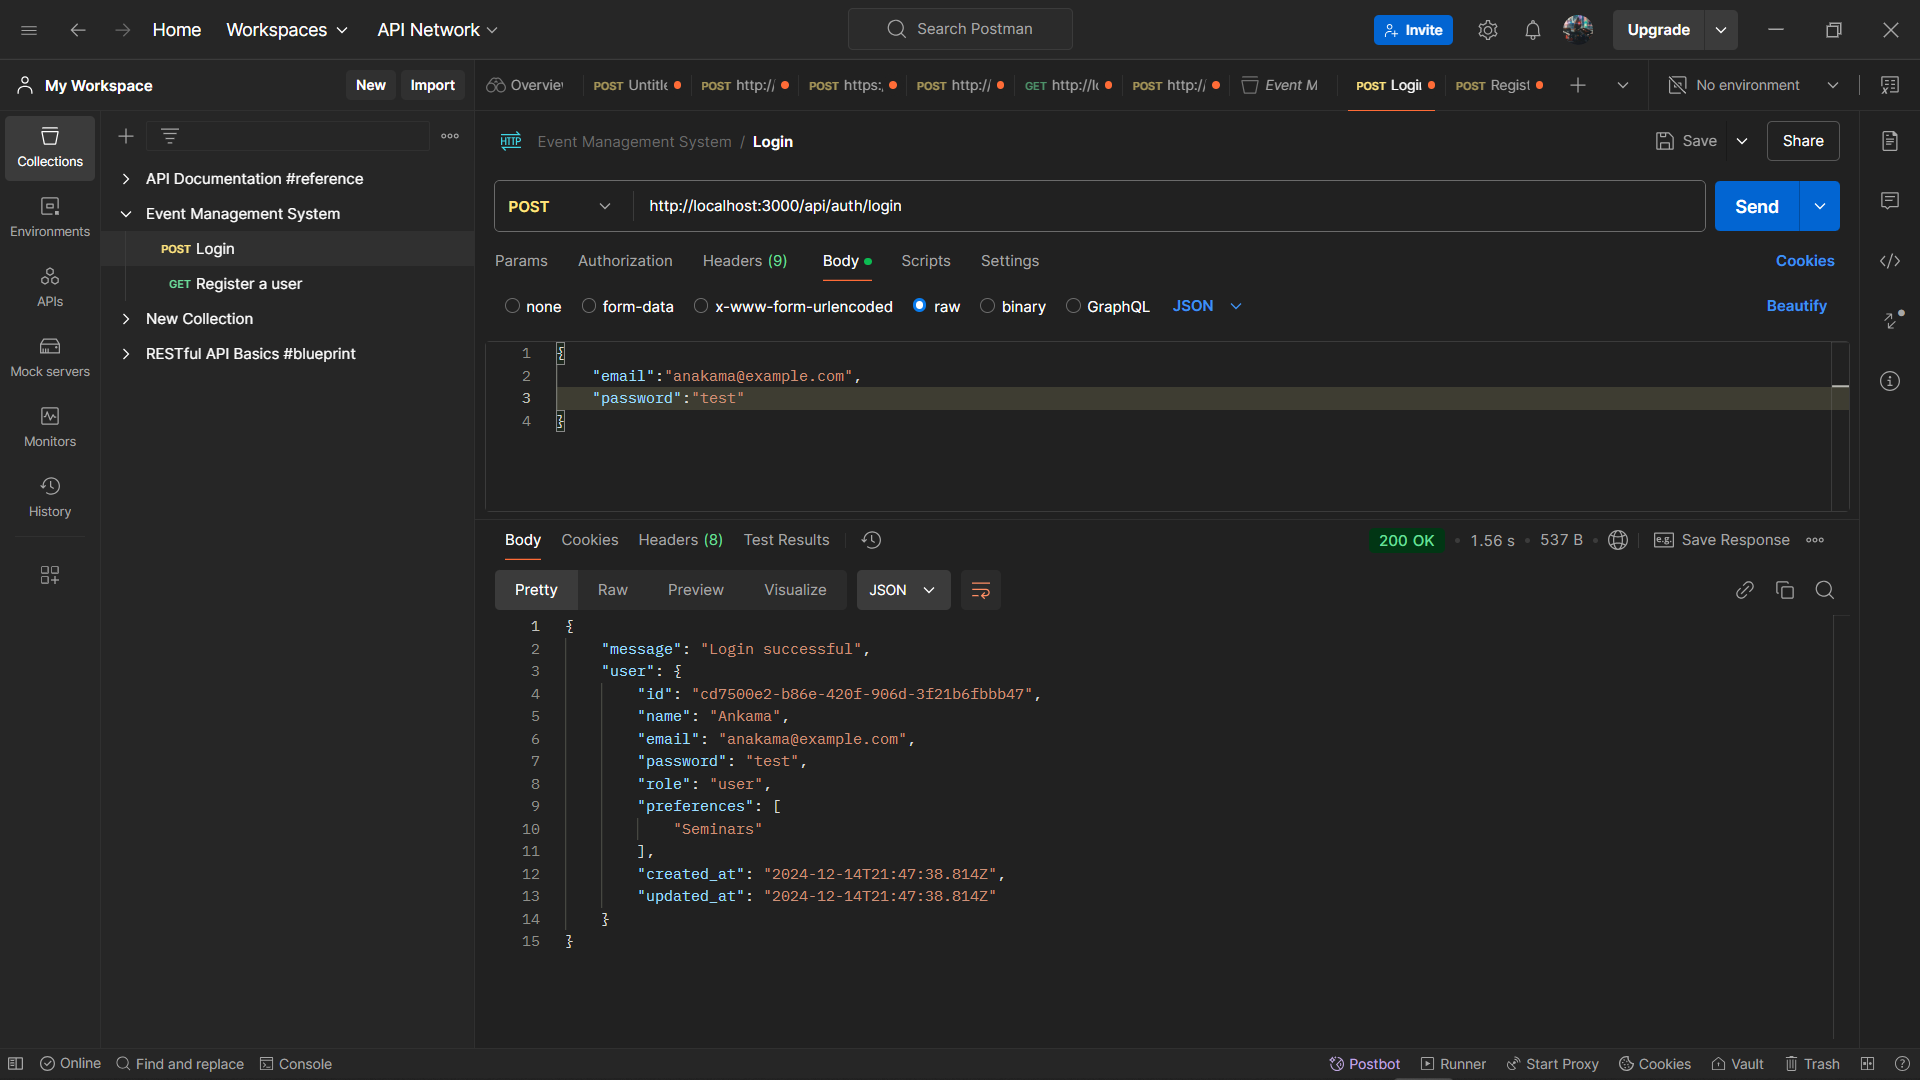 Home Workspaces API Network Search Postman Invite Upgrade
My Workspace New Import Overvie POST Untitle POST http:// POST https: POST http:// GET http://l POST http:// Event M POST Logi POST Regist No environment
Event Management System / Login Save Share
Collections
Environments
APIs
Mock servers
Monitors
History
API Documentation #reference
Event Management System
POST Login
GET Register a user
New Collection
RESTful API Basics #blueprint
POST http://localhost:3000/api/auth/login Send
Params Authorization Headers (9) Body Scripts Settings Cookies
none form-data x-www-form-urlencoded raw binary GraphQL JSON Beautify
1 {
2 "email":"anakama@example.com",
3 "password":"test"
4 }
Body Cookies Headers (8) Test Results 200 OK 1.56 s 537 B e.g. Save Response
Pretty Raw Preview Visualize JSON
1 {
2 "message": "Login successful",
3 "user": {
4 "id": "cd7500e2-b86e-420f-906d-3f21b6fbbb47",
5 "name": "Ankama",
6 "email": "anakama@example.com",
7 "password": "test",
8 "role": "user",
9 "preferences": [
10 "Seminars"
11 ],
12 "created_at": "2024-12-14T21:47:38.814Z",
13 "updated_at": "2024-12-14T21:47:38.814Z"
14 }
15 }
Online Find and replace Console Postbot Runner Start Proxy Cookies Vault Trash